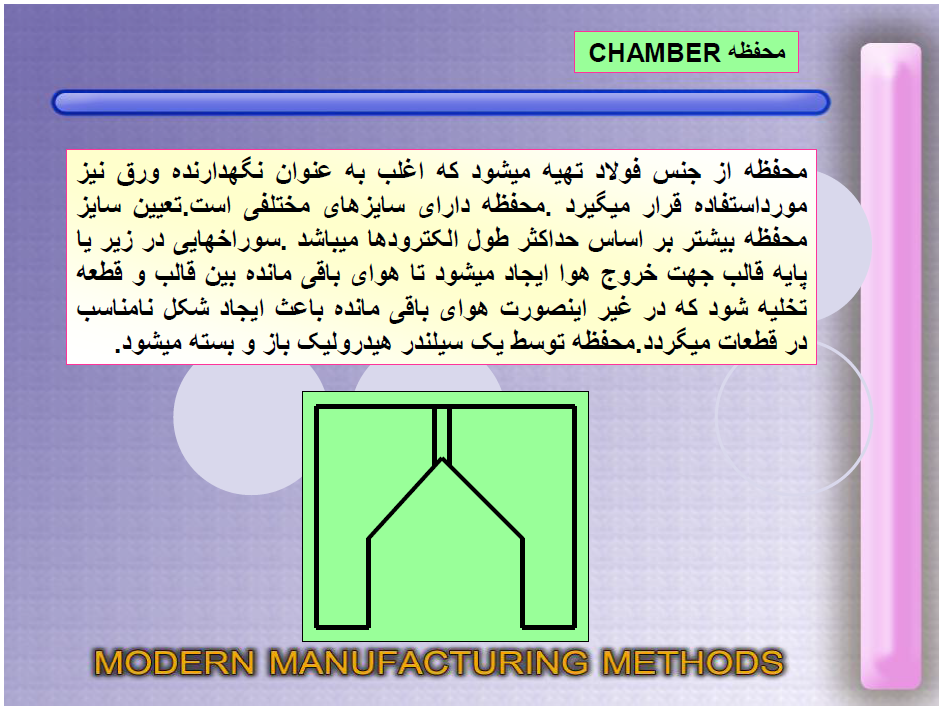 محفظه CHAMBER
محفظه از جنس فولاد تهیه میشود که اغلب به عنوان نگهدارنده ورق نیز
مورداستفاده قرار میگیرد .محفظه دارای سایزهای مختلفی است.تعیین سایز
محفظه بیشتر بر اساس حداکثر طول الکترودها میباشد .سوراخهایی در زیر یا
پایه قالب جهت خروج هوا ایجاد میشود تا هوای باقی مانده بین قالب و قطعه
تخلیه شود که در غیر اینصورت هوای باقی مانده باعث ایجاد شکل نامناسب
در قطعات میگردد.محفظه توسط یک سیلندر هیدرولیک باز و بسته میشود.
MODERN MANUFACTURING METHODS